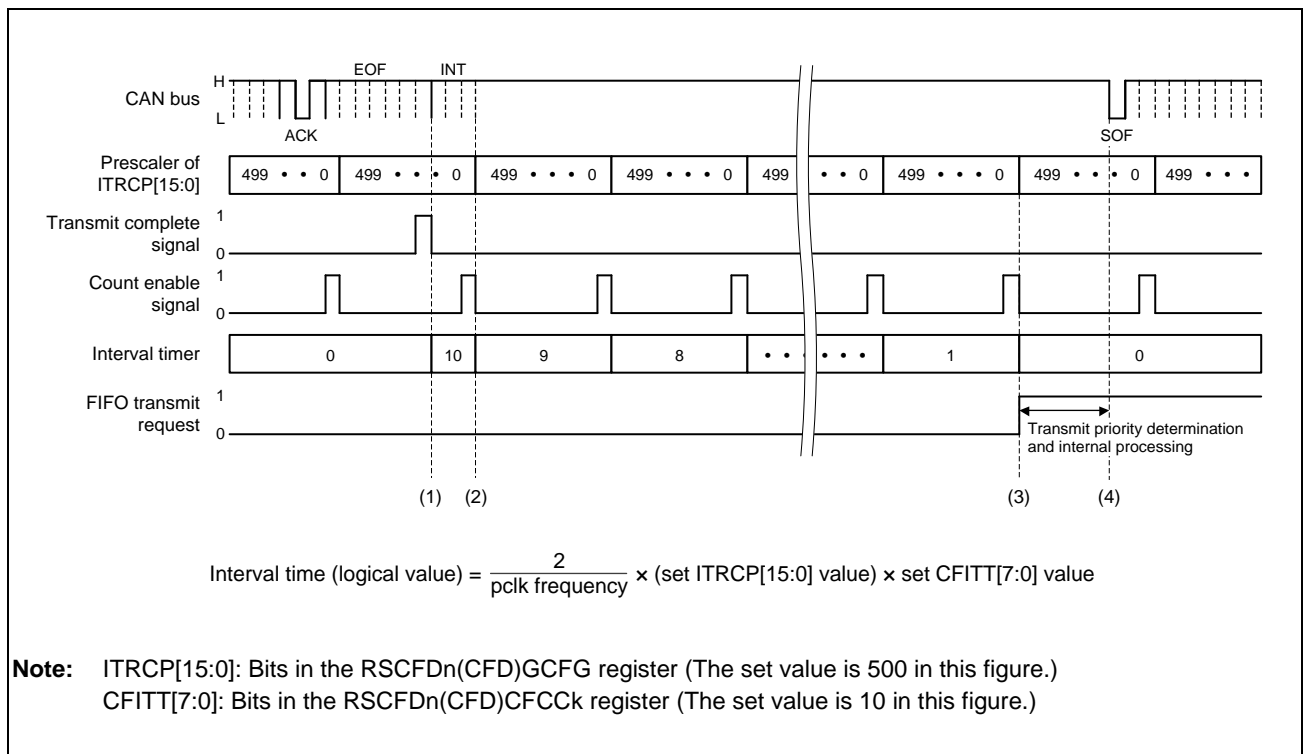 EOF INT
H
CAN bus
L
ACK SOF
Prescaler of
ITRCP[15:0]
499 • • 0 499 • • • 0 499 • • • 0 499 • • • 0 499 • • 0 499 • • • 0 499 • • • 0 499 • • •
Transmit complete
signal
1
0
Count enable
signal
1
0
Interval timer
0 10 9 8 • • • • • • 1 0
FIFO transmit
request
1
0
Transmit priority determination
and internal processing
(1) (2) (3) (4)
Interval time (logical value) = 2 / pclk frequency × (set ITRCP[15:0] value) × set CFITT[7:0] value
Note: ITRCP[15:0]: Bits in the RSCFDn(CFD)GCFG register (The set value is 500 in this figure.)
CFITT[7:0]: Bits in the RSCFDn(CFD)CFCCk register (The set value is 10 in this figure.)